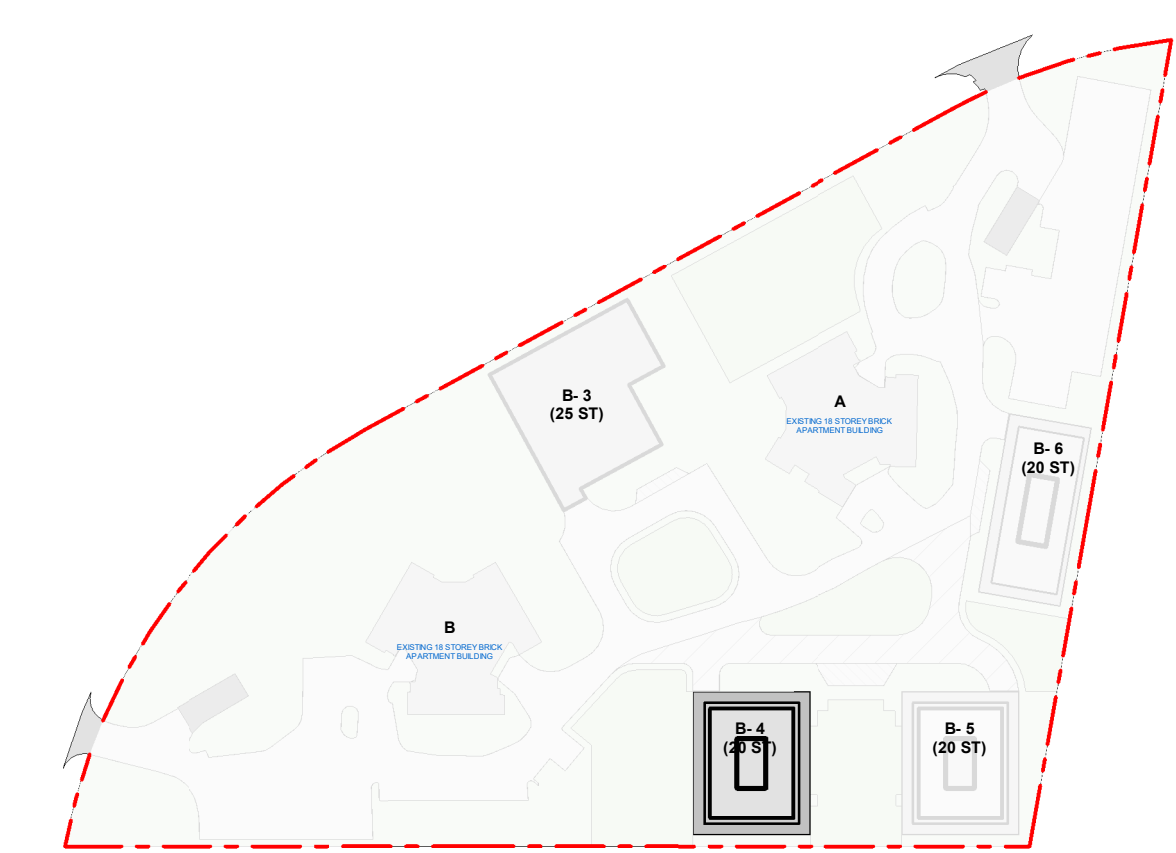 B- 3
(25 ST)
A
EXISTING 18 STOREY BRICK
APARTMENT BUILDING
B- 6
(20 ST)
B
EXISTING 18 STOREY BRICK
APARTMENT BUILDING
B- 4
(20 ST)
B- 5
(20 ST)